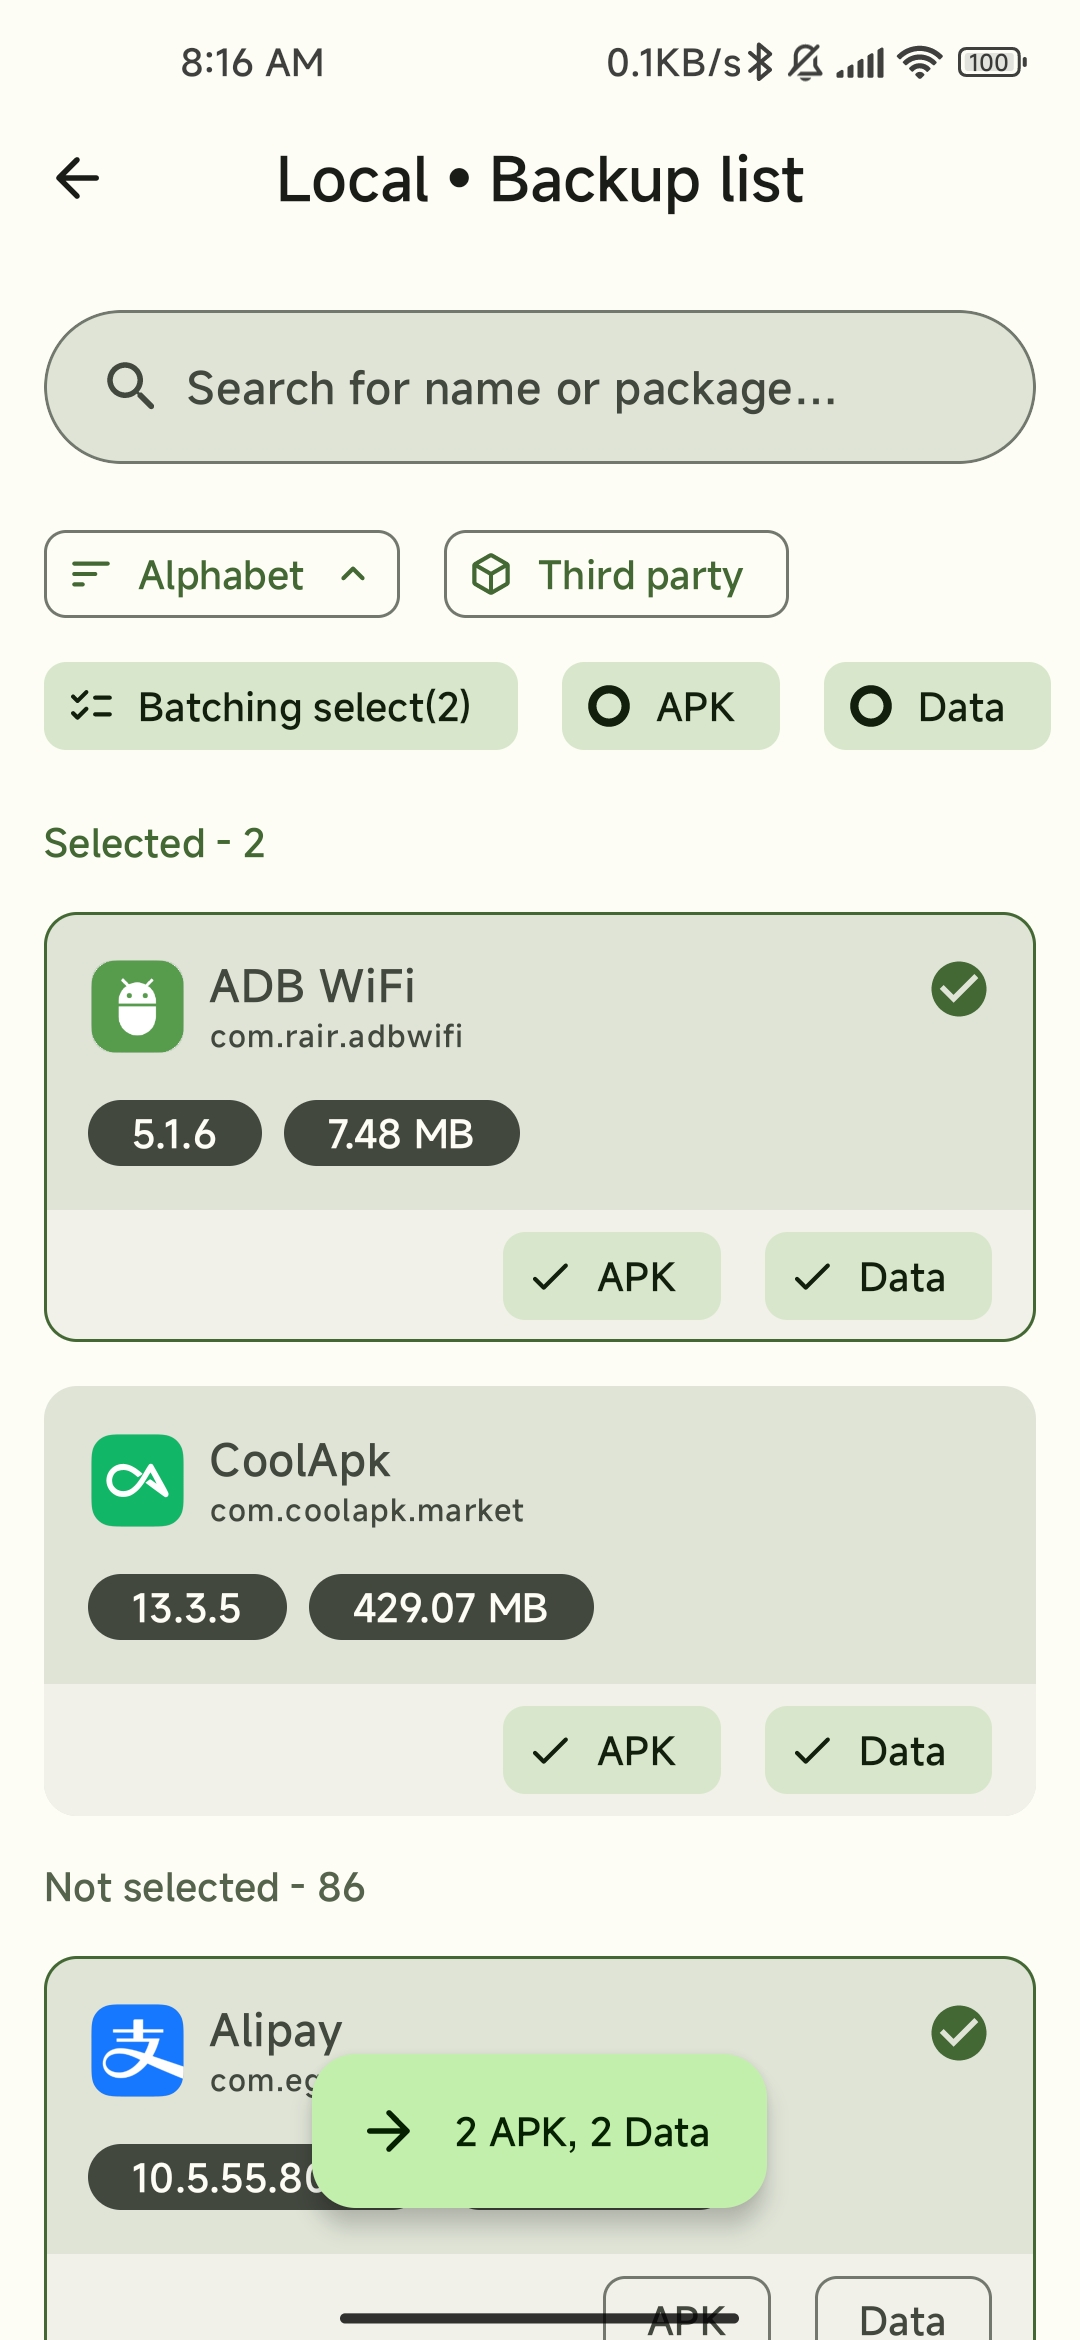 8:16 AM 0.1KB/s 100
Local • Backup list
Search for name or package...
Alphabet Third party
Batching select(2) APK Data
Selected - 2
ADB WiFi
com.rair.adbwifi
5.1.6 7.48 MB
APK Data
CoolApk
com.coolapk.market
13.3.5 429.07 MB
APK Data
Not selected - 86
支
Alipay
com.eg
2 APK, 2 Data
10.5.55.80
APK Data